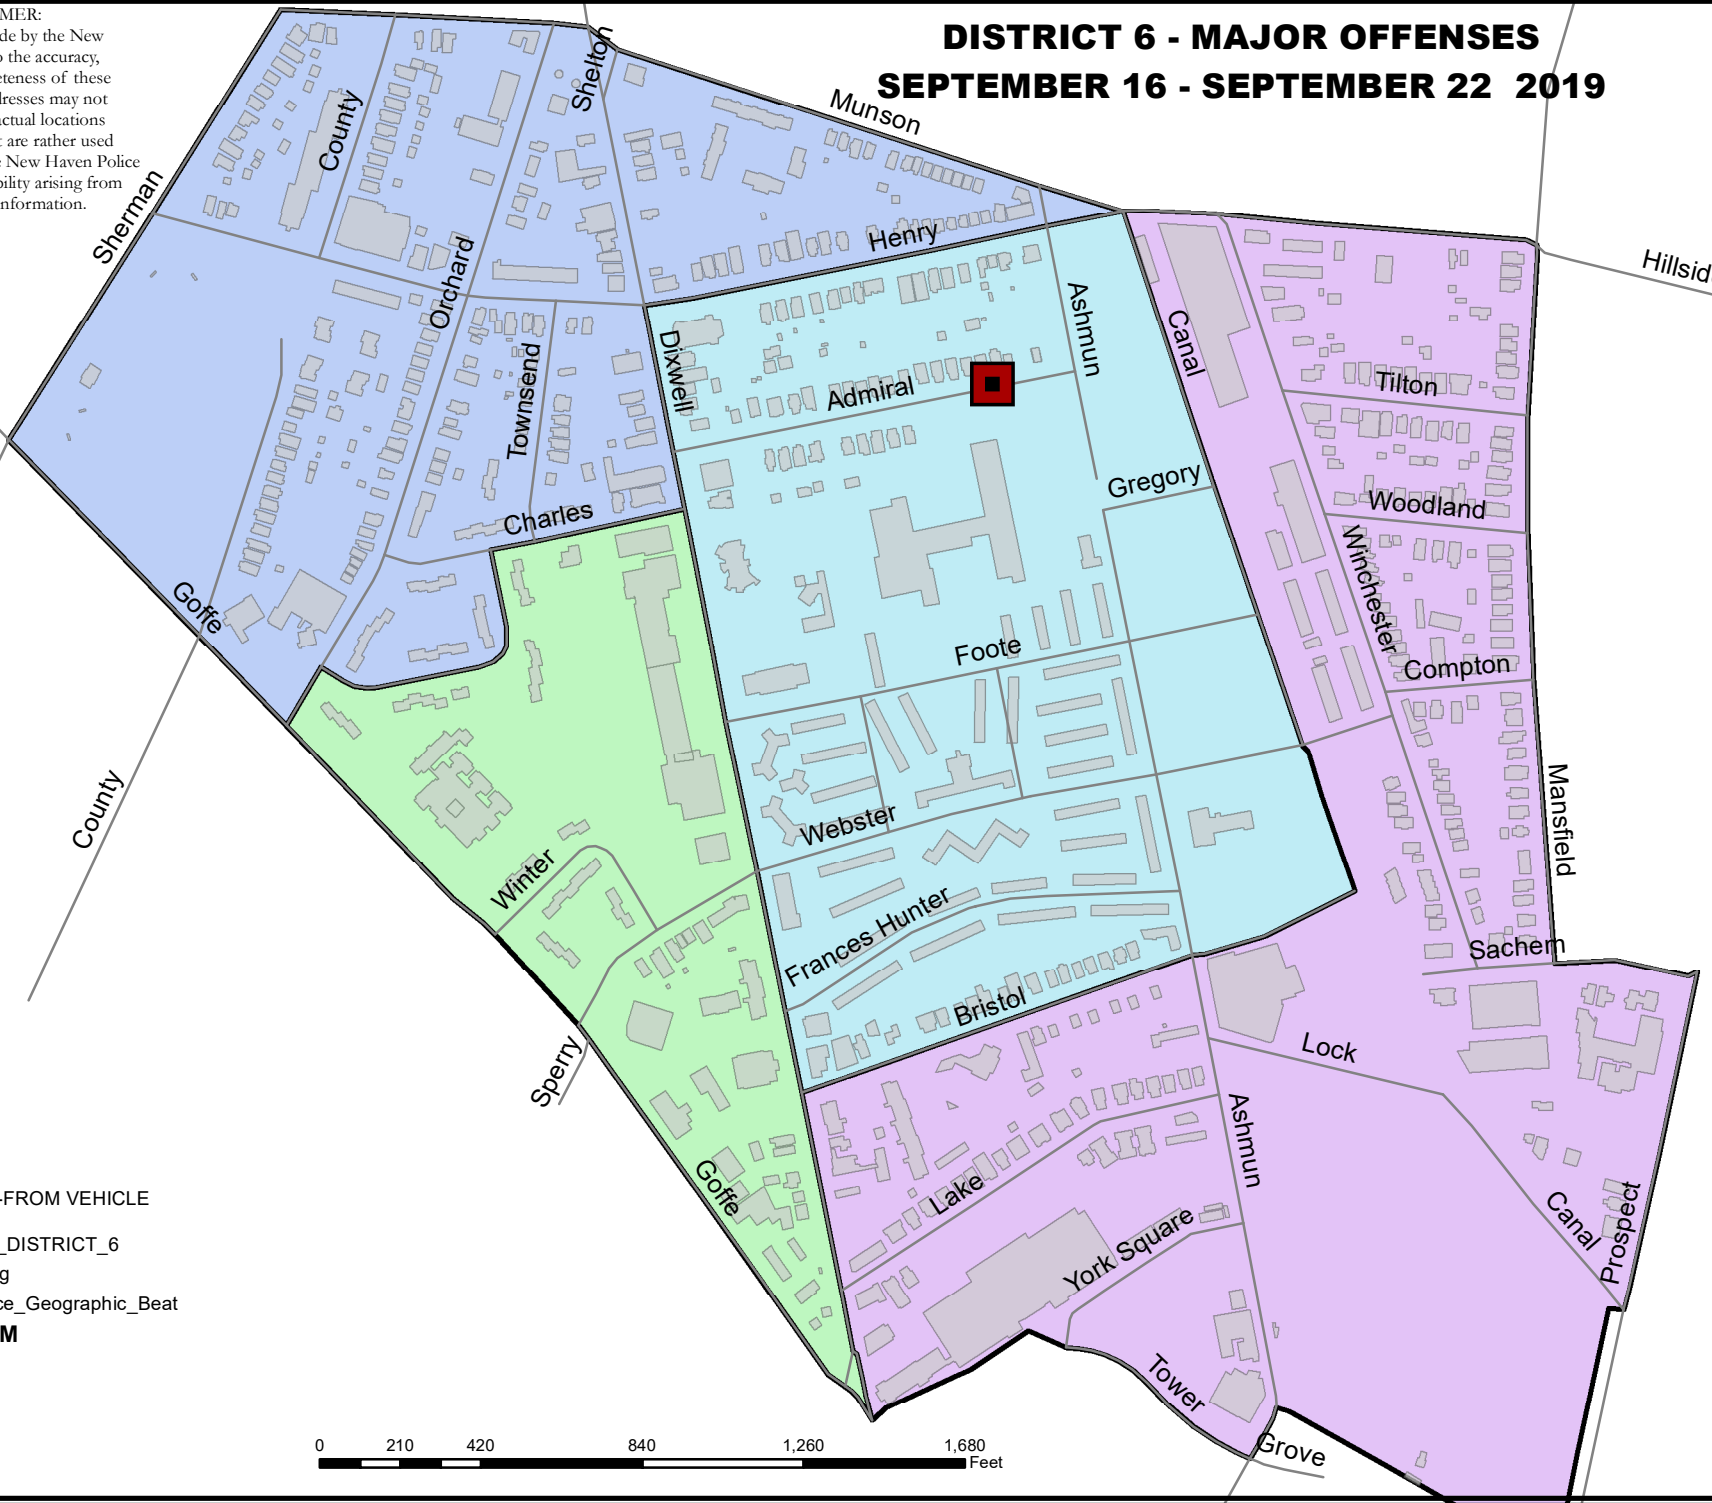 DISTRICT 6 - MAJOR OFFENSES
SEPTEMBER 16 - SEPTEMBER 22 2019
MER:
de by the New
o the accuracy,
eteness of these
dresses may not
actual locations
t are rather used
e New Haven Police
bility arising from
information.
Shelton
Munson
County
Sherman
Henry
Orchard
Hillsid
Ashmun
Canal
Dixwell
Townsend
Admiral
Tilton
Gregory
Woodland
Charles
Winchester
Goffe
Foote
Compton
County
Mansfield
Webster
Winter
Frances Hunter
Sachem
Bristol
Lock
Sperry
Ashmun
Goffe
Lake
York Square
Canal
Prospect
Tower
Grove
-FROM VEHICLE
_DISTRICT_6
g
ce_Geographic_Beat
M
0 210 420 840 1,260 1,680
Feet